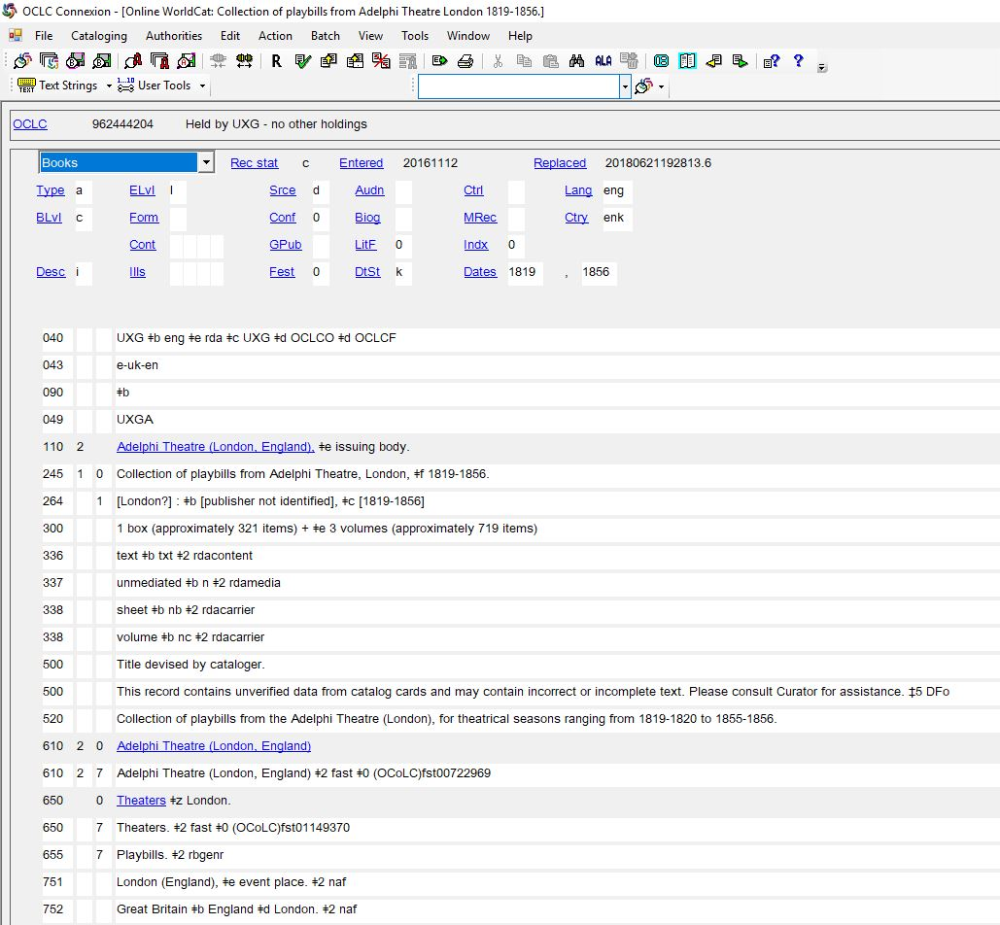 OCLC Connexion - [Online WorldCat: Collection of playbills from Adelphi Theatre London 1819-1856.]
File Cataloging Authorities Edit Action Batch View Tools Window Help
R ALA ? ?
Text Strings User Tools
OCLC 962444204 Held by UXG - no other holdings
Books Rec stat c Entered 20161112 Replaced 20180621192813.6
Type a ELvl I Srce d Audn Ctrl Lang eng
BLvl c Form Conf 0 Biog MRec Ctry enk
Cont GPub LitF 0 Indx 0
Desc i Ills Fest 0 DtSt k Dates 1819 , 1856
040 UXG ǂb eng ǂe rda ǂc UXG ǂd OCLCO ǂd OCLCF
043 e-uk-en
090 ǂb
049 UXGA
110 2 Adelphi Theatre (London, England), ǂe issuing body.
245 1 0 Collection of playbills from Adelphi Theatre, London, ǂf 1819-1856.
264 1 [London?] : ǂb [publisher not identified], ǂc [1819-1856]
300 1 box (approximately 321 items) + ǂe 3 volumes (approximately 719 items)
336 text ǂb txt ǂ2 rdacontent
337 unmediated ǂb n ǂ2 rdamedia
338 sheet ǂb nb ǂ2 rdacarrier
338 volume ǂb nc ǂ2 rdacarrier
500 Title devised by cataloger.
500 This record contains unverified data from catalog cards and may contain incorrect or incomplete text. Please consult Curator for assistance. ‡5 DFo
520 Collection of playbills from the Adelphi Theatre (London), for theatrical seasons ranging from 1819-1820 to 1855-1856.
610 2 0 Adelphi Theatre (London, England)
610 2 7 Adelphi Theatre (London, England) ǂ2 fast ǂ0 (OCoLC)fst00722969
650 0 Theaters ǂz London.
650 7 Theaters. ǂ2 fast ǂ0 (OCoLC)fst01149370
655 7 Playbills. ǂ2 rbgenr
751 London (England), ǂe event place. ǂ2 naf
752 Great Britain ǂb England ǂd London. ǂ2 naf